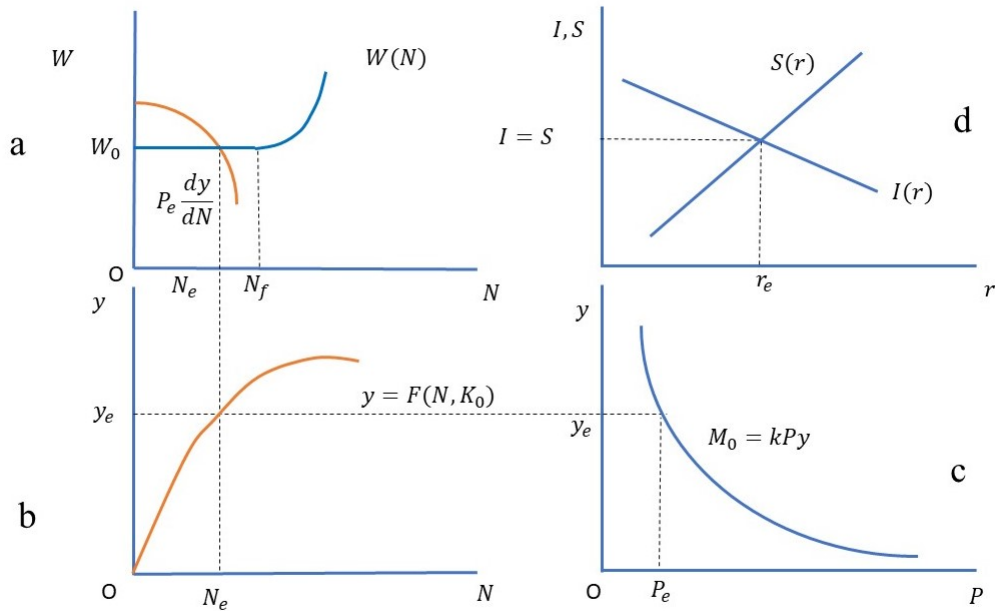 W
W(N)
a
W₀
P_e dy/dN
O
N_e
N_f
N
I, S
S(r)
d
I = S
I(r)
r_e
r
y
y = F(N, K₀)
y_e
b
O
N_e
N
y
y_e
M₀ = kPy
c
O
P_e
P